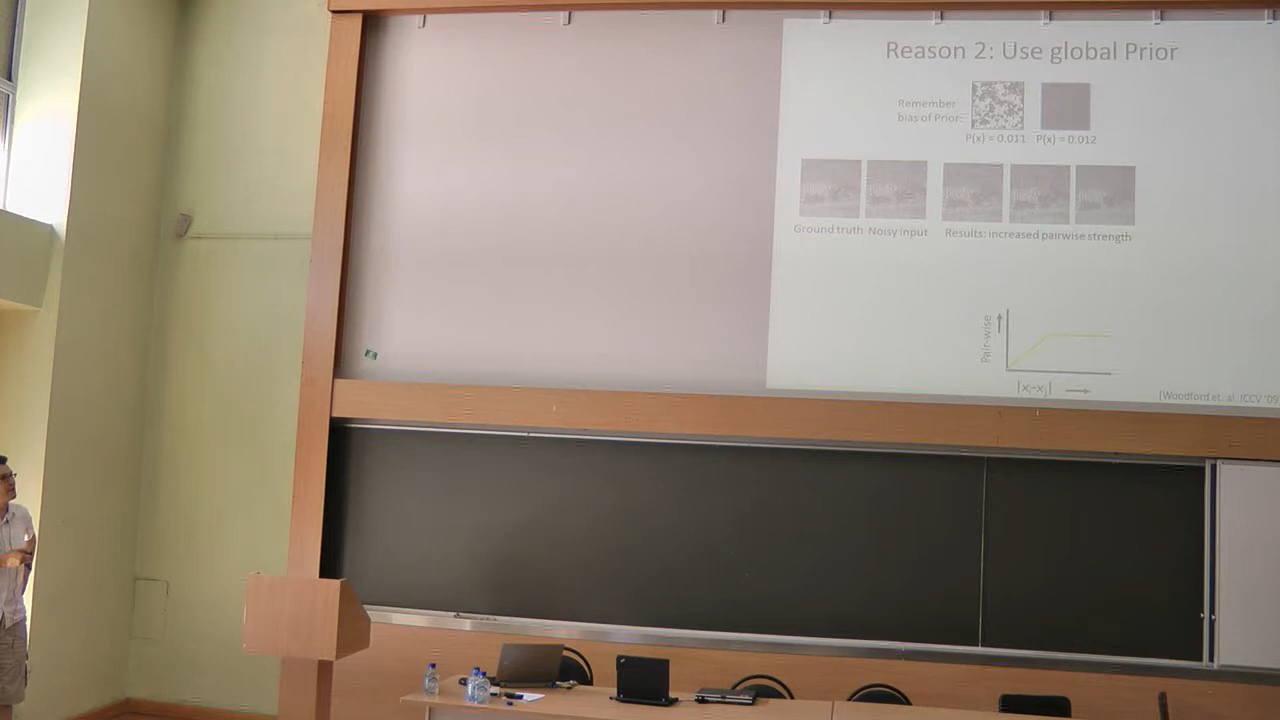 Reason 2: Use global Prior
Remember
bias of Prior:
P(x) = 0.011 P(x) = 0.012
Ground truth Noisy input Results: increased pairwise strength
Pair-wise
|xi-xj|
[Woodford et. al. ICCV '09